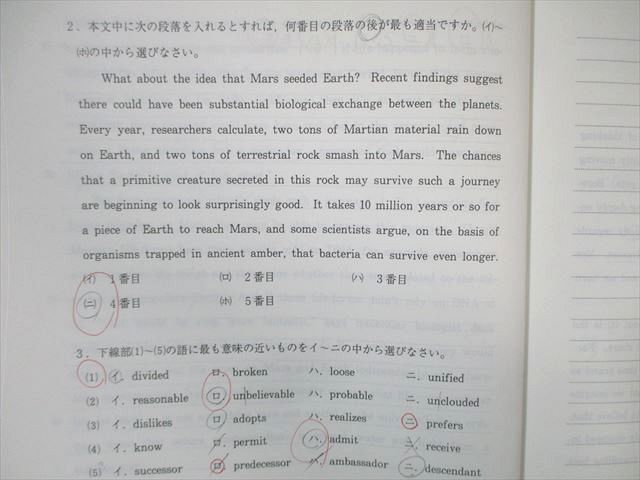 2．本文中に次の段落を入れるとすれば，何番目の段落の後が最も適当ですか。(イ)～
(ホ)の中から選びなさい。
What about the idea that Mars seeded Earth? Recent findings suggest
there could have been substantial biological exchange between the planets.
Every year, researchers calculate, two tons of Martian material rain down
on Earth, and two tons of terrestrial rock smash into Mars. The chances
that a primitive creature secreted in this rock may survive such a journey
are beginning to look surprisingly good. It takes 10 million years or so for
a piece of Earth to reach Mars, and some scientists argue, on the basis of
organisms trapped in ancient amber, that bacteria can survive even longer.
(イ) 1番目 (ロ) 2番目 (ハ) 3番目
(ニ) 4番目 (ホ) 5番目
3．下線部(1)～(5)の語に最も意味の近いものをイ～ニの中から選びなさい。
(1) イ．divided ロ．broken ハ．loose ニ．unified
(2) イ．reasonable ロ．unbelievable ハ．probable ニ．unclouded
(3) イ．dislikes ロ．adopts ハ．realizes ニ．prefers
(4) イ．know ロ．permit ハ．admit ニ．receive
(5) イ．successor ロ．predecessor ハ．ambassador ニ．descendant